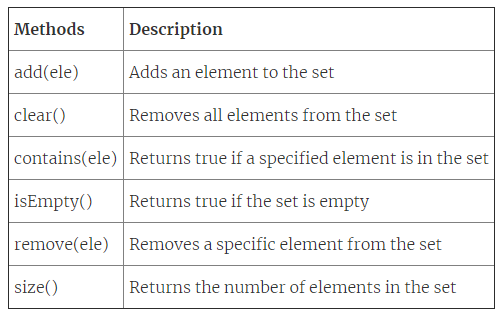 Methods Description
add(ele) Adds an element to the set
clear() Removes all elements from the set
contains(ele) Returns true if a specified element is in the set
isEmpty() Returns true if the set is empty
remove(ele) Removes a specific element from the set
size() Returns the number of elements in the set